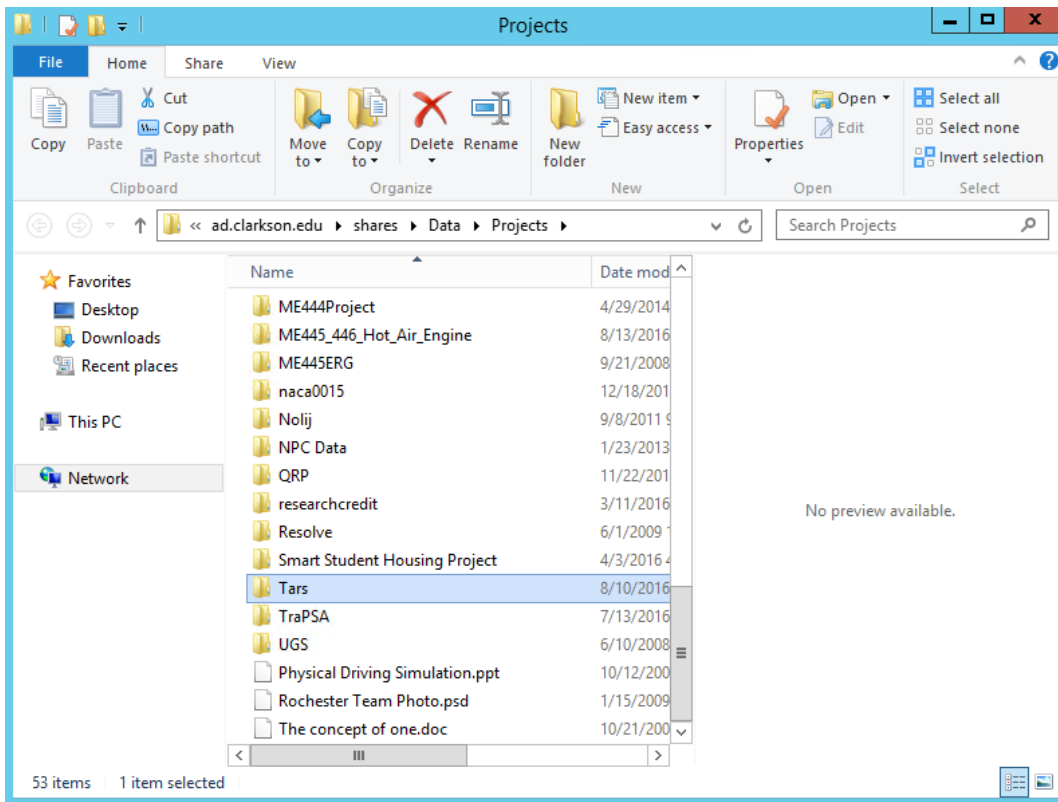 Projects
File Home Share View
Copy
Paste
Cut
W... Copy path
Paste shortcut
Clipboard
Move to
Copy to
Delete
Rename
Organize
New folder
New item
Easy access
New
Properties
Open
Edit
Open
Select all
Select none
Invert selection
Select
« ad.clarkson.edu shares Data Projects
Search Projects
Favorites
Desktop
Downloads
Recent places
This PC
Network
Name Date mod
ME444Project 4/29/2014
ME445_446_Hot_Air_Engine 8/13/2016
ME445ERG 9/21/2008
naca0015 12/18/201
Nolij 9/8/2011 9
NPC Data 1/23/2013
QRP 11/22/201
researchcredit 3/11/2016
Resolve 6/1/2009 1
Smart Student Housing Project 4/3/2016 4
Tars 8/10/2016
TraPSA 7/13/2016
UGS 6/10/2008
Physical Driving Simulation.ppt 10/12/200
Rochester Team Photo.psd 1/15/2009
The concept of one.doc 10/21/200
No preview available.
53 items 1 item selected